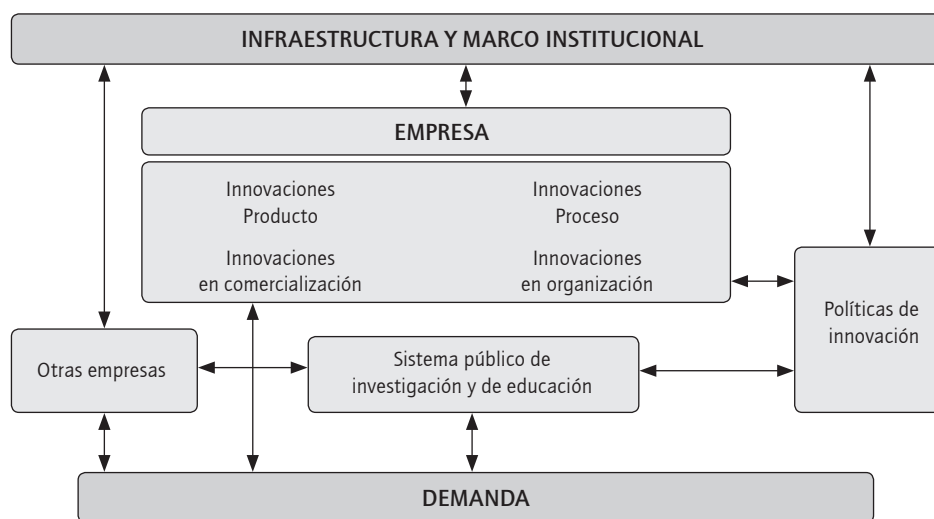 INFRAESTRUCTURA Y MARCO INSTITUCIONAL
EMPRESA
Innovaciones
Producto
Innovaciones
Proceso
Innovaciones
en comercialización
Innovaciones
en organización
Políticas de
innovación
Otras empresas
Sistema público de
investigación y de educación
DEMANDA